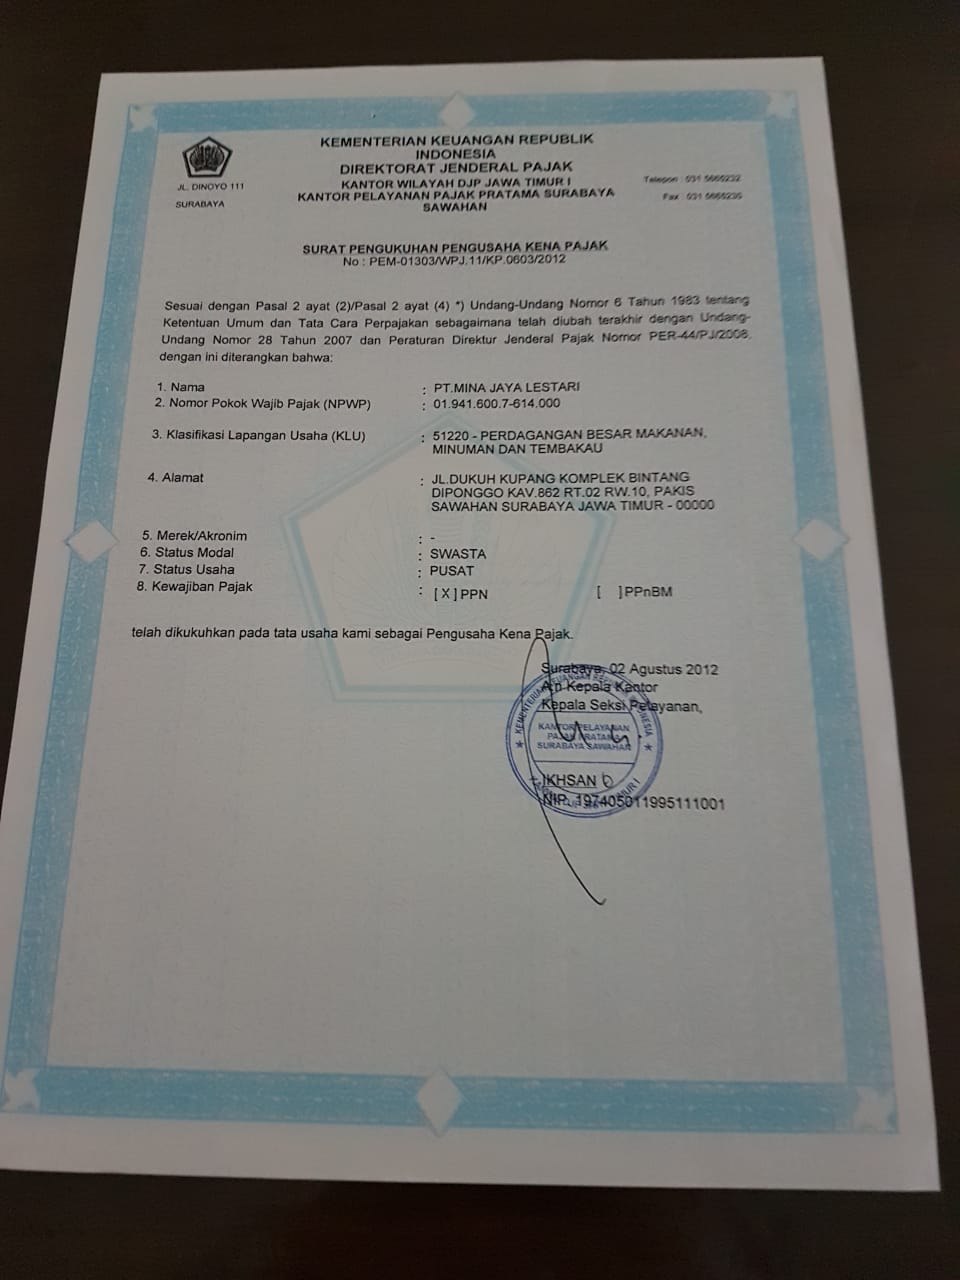 KEMENTERIAN KEUANGAN REPUBLIK
INDONESIA
DIREKTORAT JENDERAL PAJAK
KANTOR WILAYAH DJP JAWA TIMUR I
KANTOR PELAYANAN PAJAK PRATAMA SURABAYA
SAWAHAN
JL. DINOYO 111
SURABAYA
Telepon : 031 5665232
Fax : 031 5665235
SURAT PENGUKUHAN PENGUSAHA KENA PAJAK
No : PEM-01303/WPJ.11/KP.0603/2012
Sesuai dengan Pasal 2 ayat (2)/Pasal 2 ayat (4) *) Undang-Undang Nomor 6 Tahun 1983 tentang
Ketentuan Umum dan Tata Cara Perpajakan sebagaimana telah diubah terakhir dengan Undang-
Undang Nomor 28 Tahun 2007 dan Peraturan Direktur Jenderal Pajak Nomor PER-44/PJ/2008.
dengan ini diterangkan bahwa:
1. Nama : PT.MINA JAYA LESTARI
2. Nomor Pokok Wajib Pajak (NPWP) : 01.941.600.7-614.000
3. Klasifikasi Lapangan Usaha (KLU) : 51220 - PERDAGANGAN BESAR MAKANAN,
MINUMAN DAN TEMBAKAU
4. Alamat : JL.DUKUH KUPANG KOMPLEK BINTANG
DIPONGGO KAV.862 RT.02 RW.10, PAKIS
SAWAHAN SURABAYA JAWA TIMUR - 00000
5. Merek/Akronim : -
6. Status Modal : SWASTA
7. Status Usaha : PUSAT
8. Kewajiban Pajak : [ X ] PPN [ ] PPnBM
telah dikukuhkan pada tata usaha kami sebagai Pengusaha Kena Pajak.
Surabaya, 02 Agustus 2012
A.n Kepala Kantor
Kepala Seksi Pelayanan,
KEMENTERIAN KEUANGAN REPUBLIK INDONESIA
KANTOR PELAYANAN
PAJAK PRATAMA
SURABAYA SAWAHAN
IKHSAN
NIP. 197405011995111001